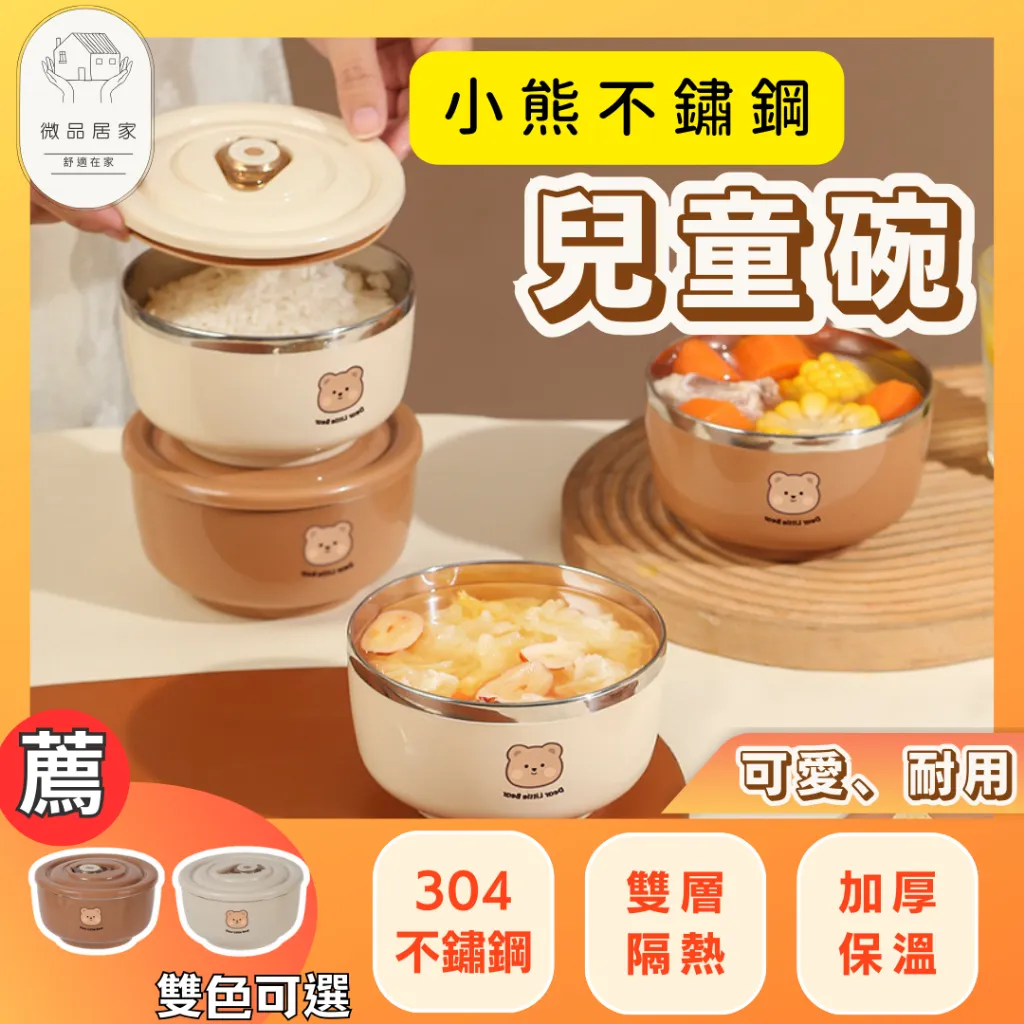 微品居家
舒適在家
小熊不鏽鋼
兒童碗
Dear Little Bear
Dear Little Bear
Dear Little Bear
Dear Little Bear
可愛、耐用
薦
304
不鏽鋼
雙層
隔熱
加厚
保溫
雙色可選